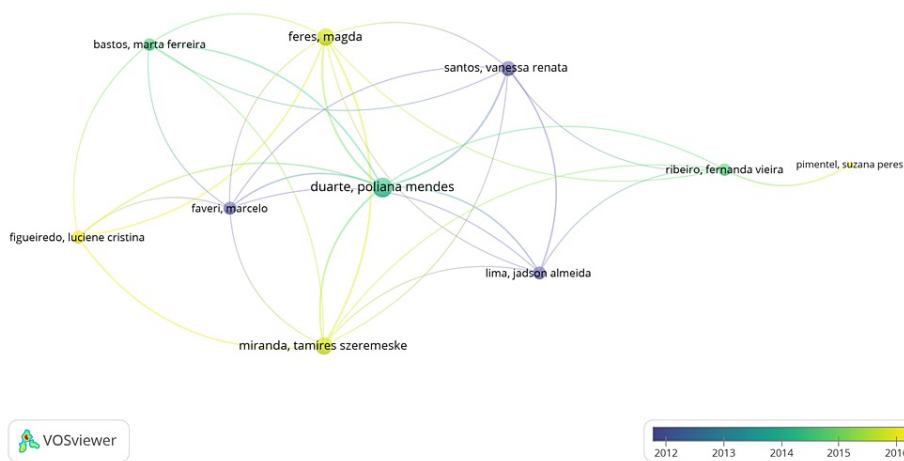 feres, magda
bastos, marta ferreira
santos, vanessa renata
pimentel, suzana peres
ribeiro, fernanda vieira
duarte, poliana mendes
faveri, marcelo
figueiredo, luciene cristina
lima, jadson almeida
miranda, tamires szeremeske
VOSviewer
2012 2013 2014 2015 2016